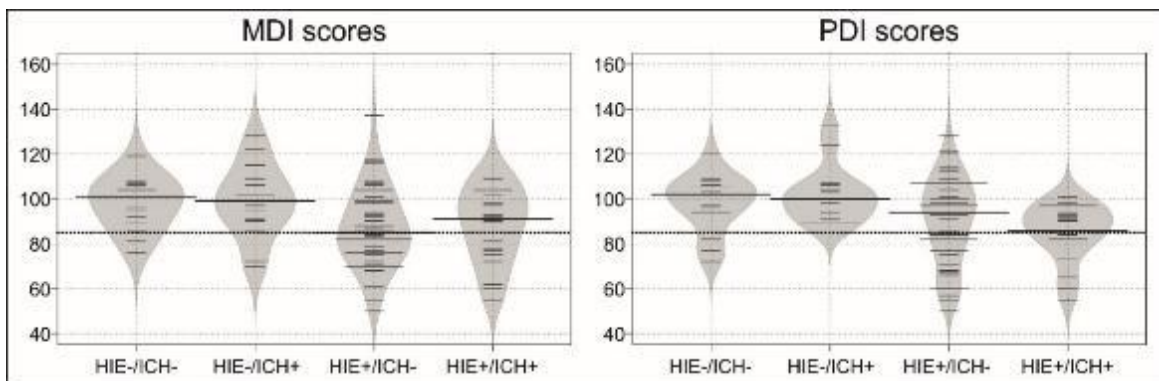 MDI scores
160
140
120
100
80
60
40
HIE-/ICH-
HIE-/ICH+
HIE+/ICH-
HIE+/ICH+
PDI scores
160
140
120
100
80
60
40
HIE-/ICH-
HIE-/ICH+
HIE+/ICH-
HIE+/ICH+